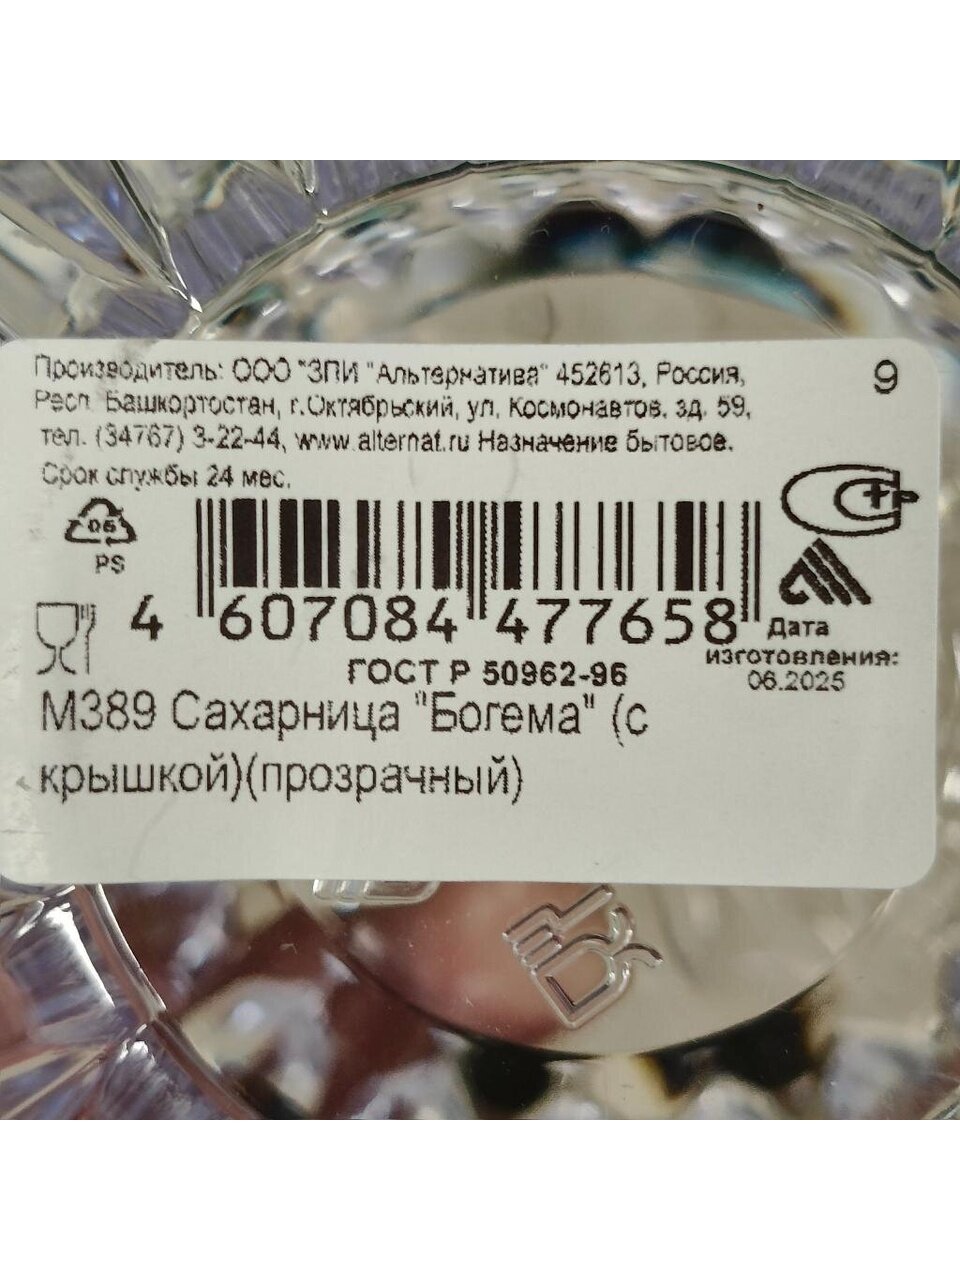 Производитель: ООО "ЗПИ "Альтернатива" 452613, Россия,
9
Респ. Башкортостан, г.Октябрьский, ул. Космонавтов, зд. 59,
тел. (34767) 3-22-44, www.alternat.ru Назначение бытовое.
Срок службы 24 мес.
06
PS
4 607084 477658
Дата
изготовления:
06.2025
ГОСТ Р 50962-96
М389 Сахарница "Богема" (с
крышкой)(прозрачный)